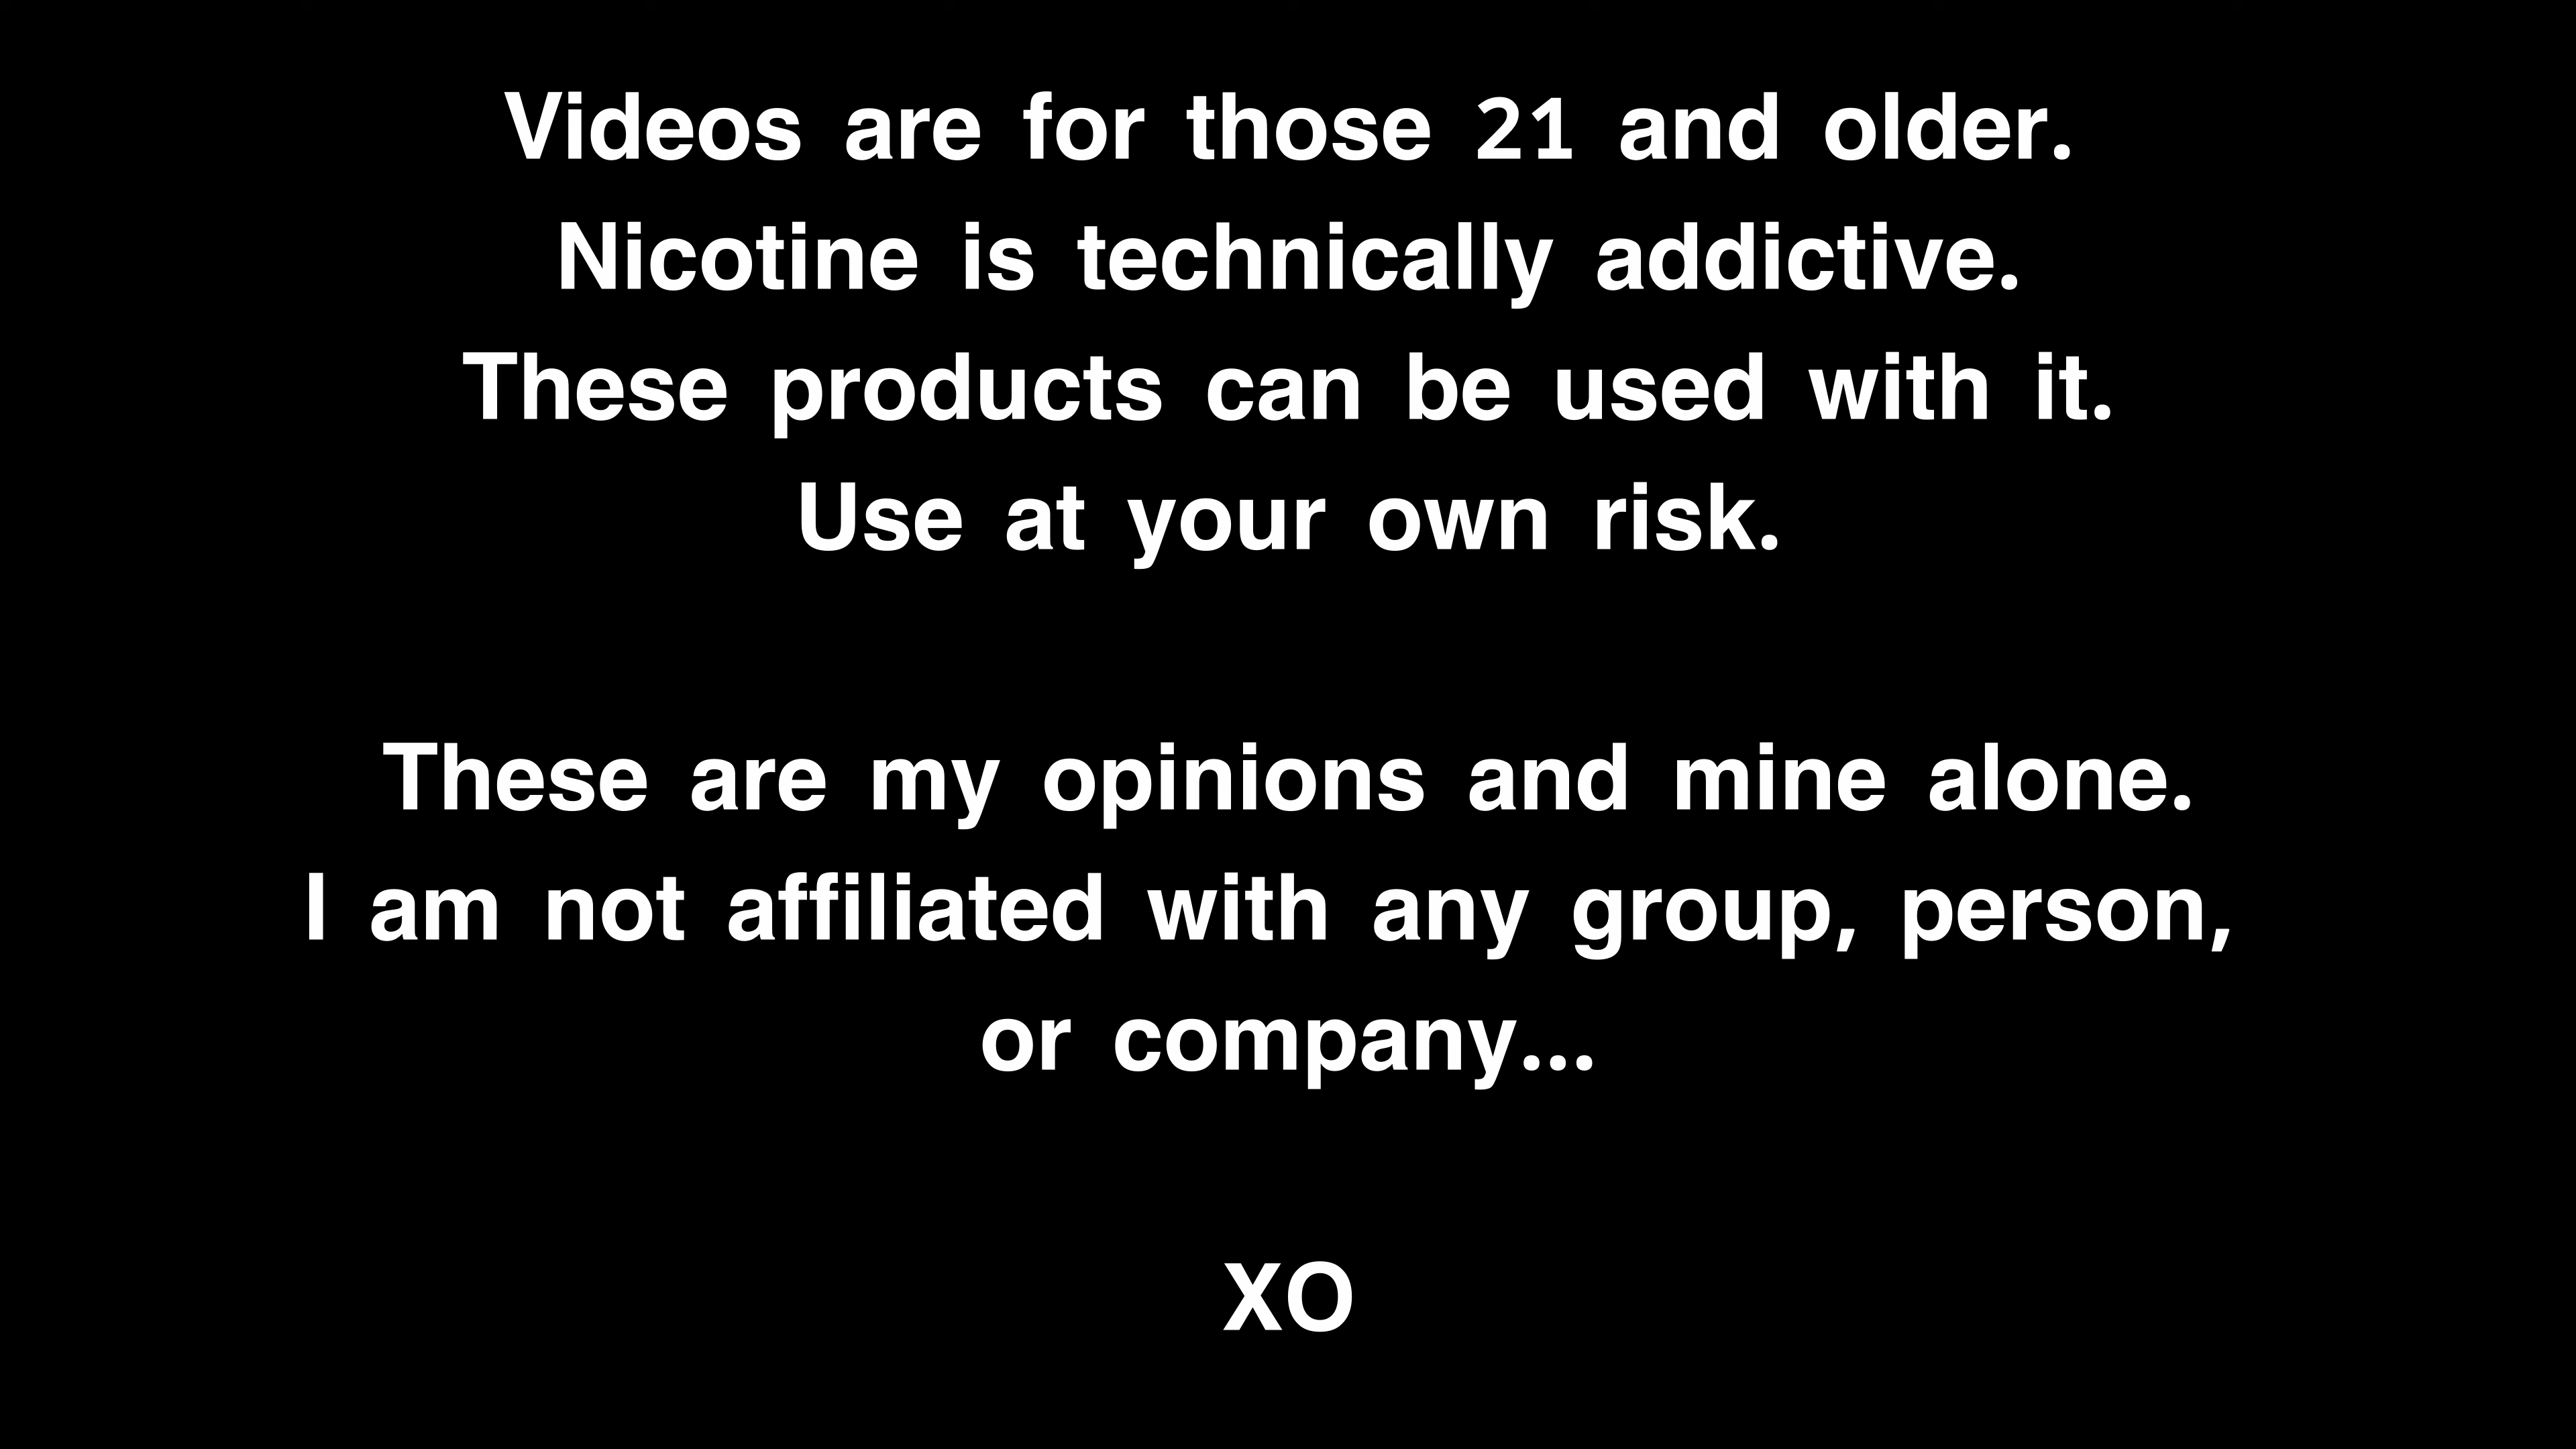 Videos are for those 21 and older.
Nicotine is technically addictive.
These products can be used with it.
Use at your own risk.
These are my opinions and mine alone.
I am not affiliated with any group, person,
or company...
XO